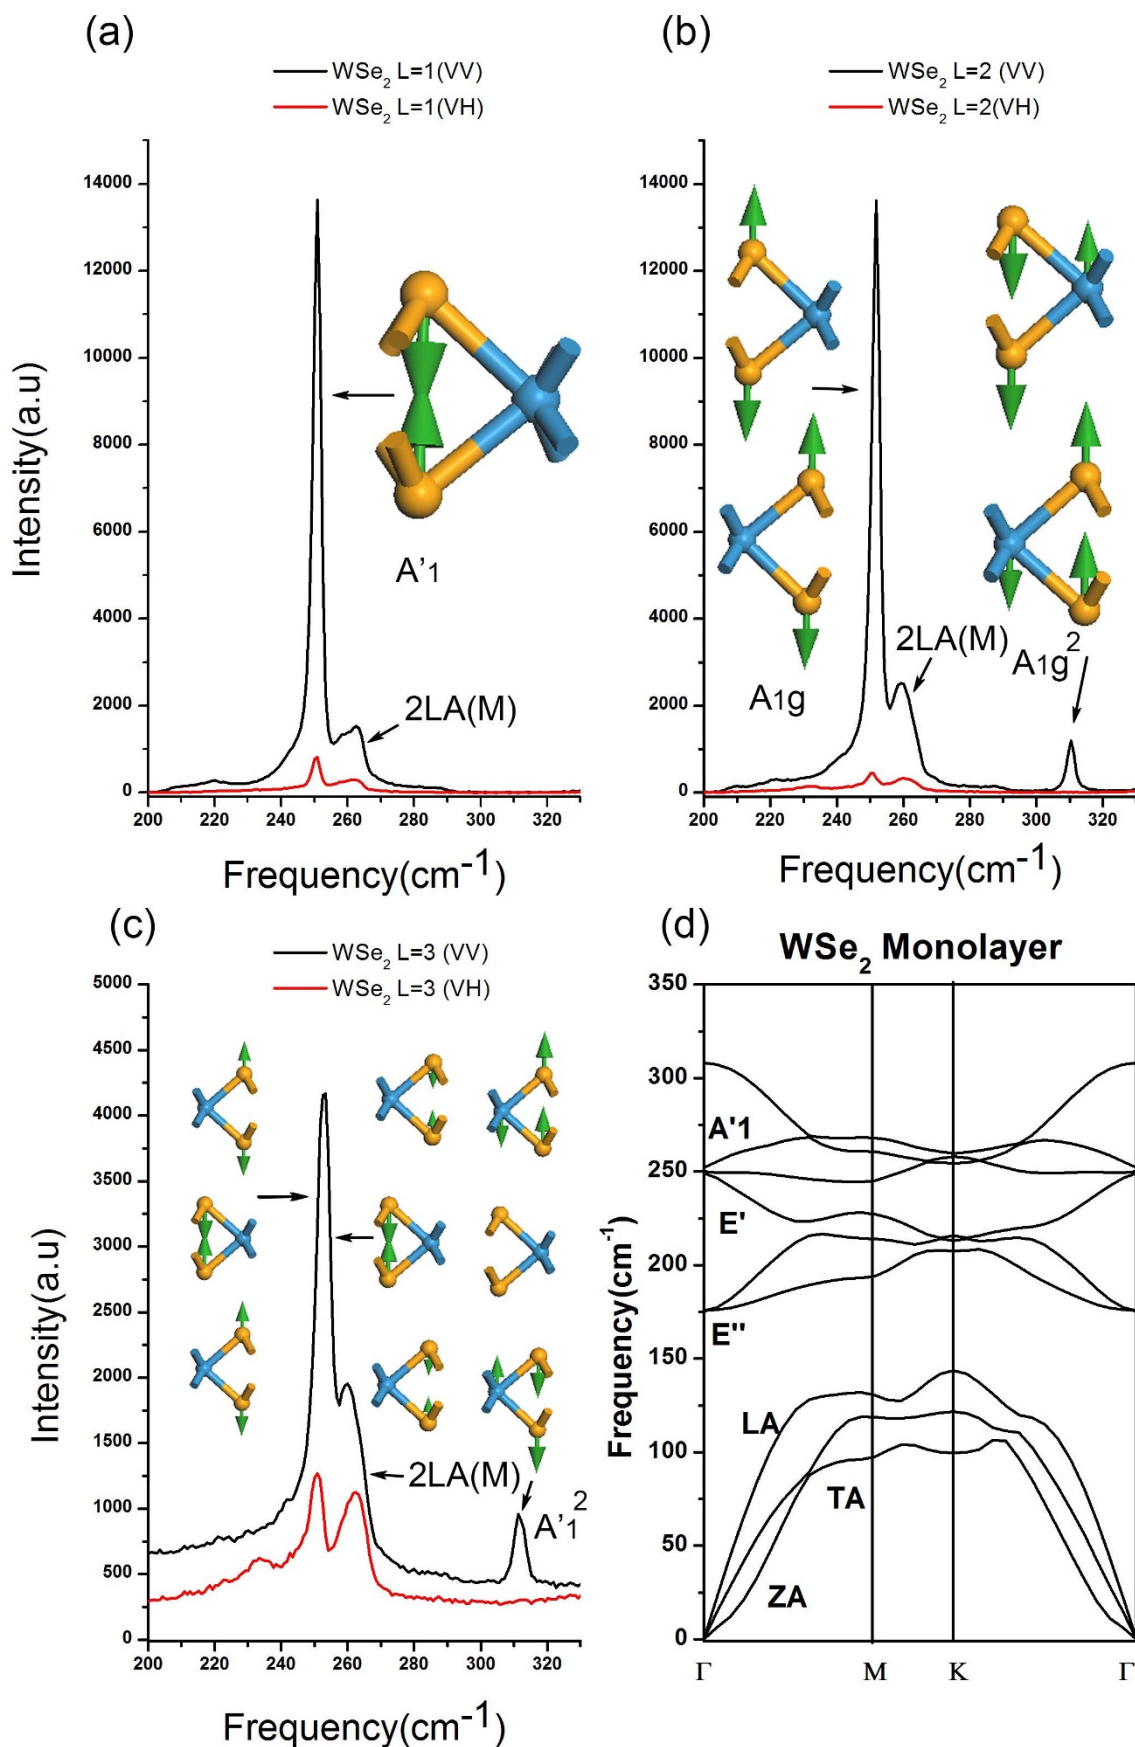 (a)
WSe₂ L=1(VV)
WSe₂ L=1(VH)
14000
12000
10000
8000
6000
4000
2000
0
Intensity(a.u)
A'1
2LA(M)
200 220 240 260 280 300 320
Frequency(cm⁻¹)
(b)
WSe₂ L=2 (VV)
WSe₂ L=2(VH)
14000
12000
10000
8000
6000
4000
2000
0
2LA(M)
A1g
A1g²
200 220 240 260 280 300 320
Frequency(cm⁻¹)
(c)
WSe₂ L=3 (VV)
WSe₂ L=3 (VH)
5000
4500
4000
3500
3000
2500
2000
1500
1000
500
0
Intensity(a.u)
2LA(M)
A'1²
200 220 240 260 280 300 320
Frequency(cm⁻¹)
(d)
WSe₂ Monolayer
350
300
250
200
150
100
50
0
Frequency(cm⁻¹)
A'1
E'
E''
LA
TA
ZA
Γ M K Γ